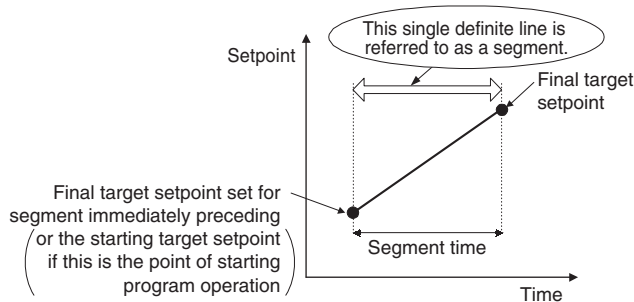 This single definite line is
referred to as a segment.
Setpoint
Final target
setpoint
Final target setpoint set for
segment immediately preceding
or the starting target setpoint
if this is the point of starting
program operation
Segment time
Time